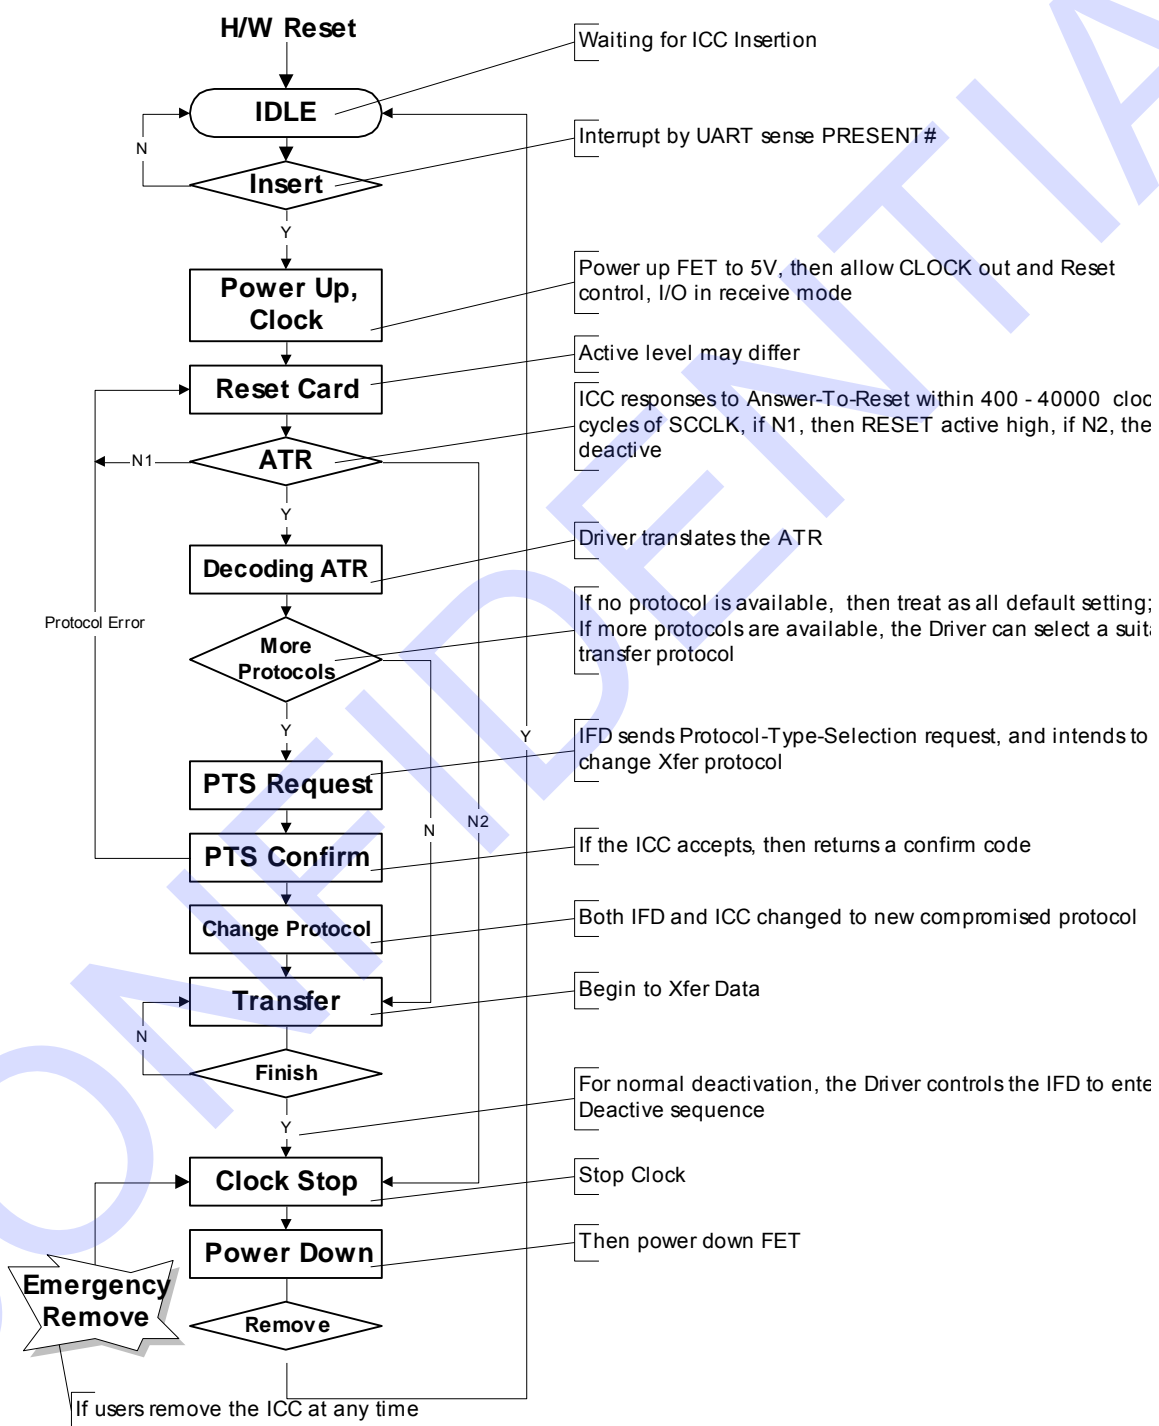 H/W Reset
Waiting for ICC Insertion
IDLE
Interrupt by UART sense PRESENT#
N
Insert
Y
Power Up,
Clock
Power up FET to 5V, then allow CLOCK out and Reset
control, I/O in receive mode
Active level may differ
Reset Card
ICC responses to Answer-To-Reset within 400 - 40000
cycles of SCCLK, if N1, then RESET active high, if N2,
deactive
N1
ATR
Y
Driver translates the ATR
Decoding ATR
If no protocol is available, then treat as all default setting;
If more protocols are available, the Driver can select a
transfer protocol
Protocol Error
More
Protocols
Y
Y
IFD sends Protocol-Type-Selection request, and intends to
change Xfer protocol
PTS Request
N
N2
If the ICC accepts, then returns a confirm code
PTS Confirm
Both IFD and ICC changed to new compromised protocol
Change Protocol
Begin to Xfer Data
Transfer
N
Finish
For normal deactivation, the Driver controls the IFD to
Deactive sequence
Y
Stop Clock
Clock Stop
Then power down FET
Power Down
Emergency
Remove
Remove
If users remove the ICC at any time